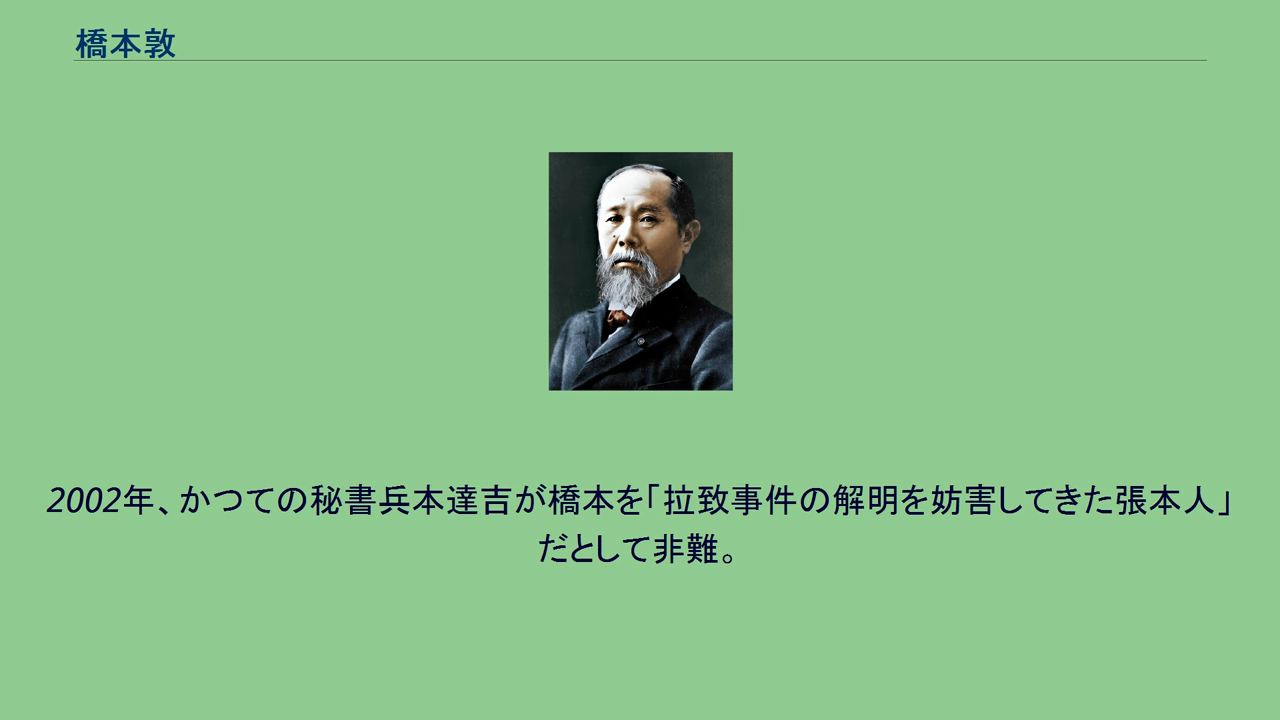 橋本敦
2002年、かつての秘書兵本達吉が橋本を「拉致事件の解明を妨害してきた張本人」
だとして非難。